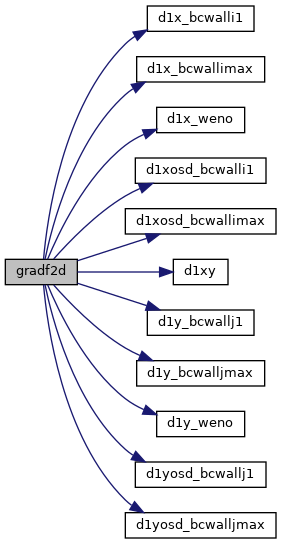 d1x_bcwalli1
d1x_bcwallimax
d1x_weno
d1xosd_bcwalli1
d1xosd_bcwallimax
gradf2d
d1xy
d1y_bcwallj1
d1y_bcwalljmax
d1y_weno
d1yosd_bcwallj1
d1yosd_bcwalljmax